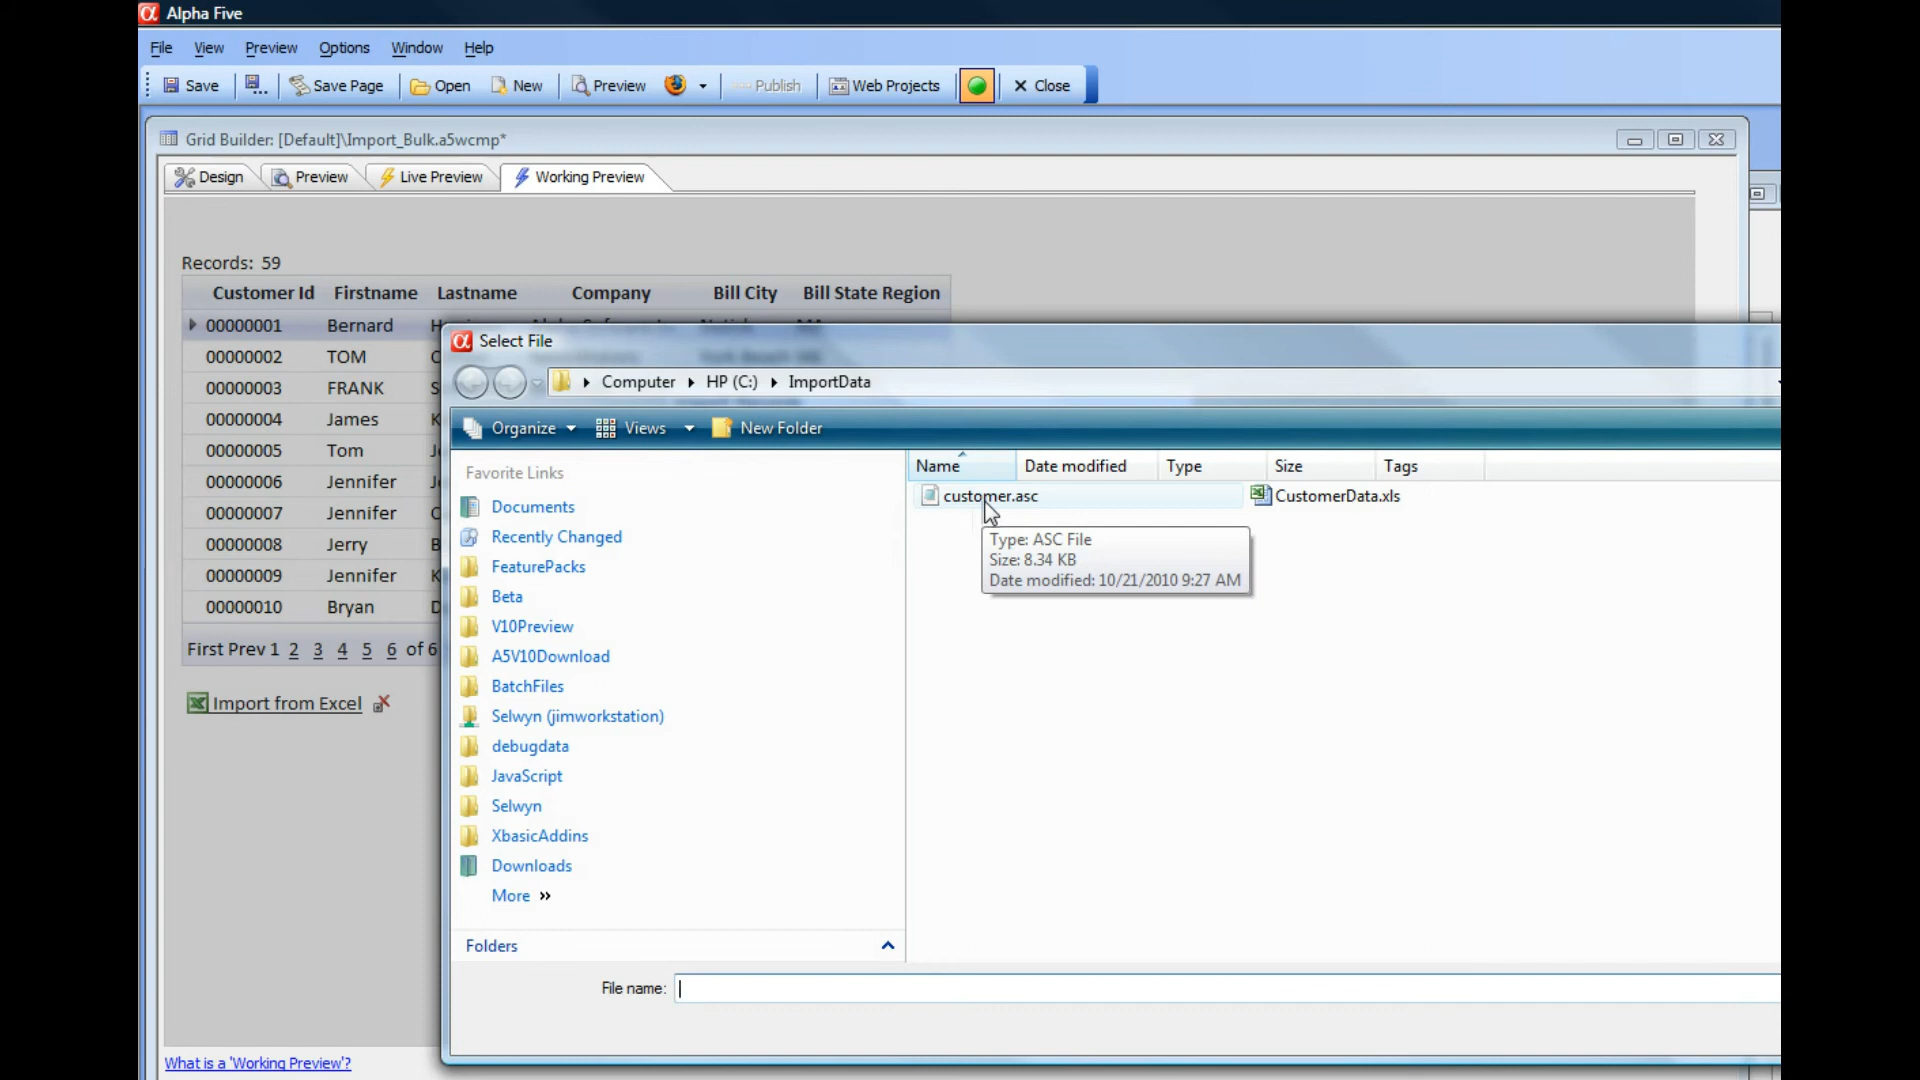 Alpha Five
File View Preview Options Window Help
Save Save Page Open New Preview Publish Web Projects Close
Grid Builder: [Default]\Import_Bulk.a5wcmp*
Design Preview Live Preview Working Preview
Records: 59
Customer Id Firstname Lastname Company Bill City Bill State Region
00000001 Bernard
00000002 TOM
00000003 FRANK
00000004 James
00000005 Tom
00000006 Jennifer
00000007 Jennifer
00000008 Jerry
00000009 Jennifer
00000010 Bryan
First Prev 1 2 3 4 5 6 of 6
Import from Excel
What is a 'Working Preview'?
Select File
Computer HP (C:) ImportData
Organize Views New Folder
Favorite Links
Documents
Recently Changed
FeaturePacks
Beta
V10Preview
A5V10Download
BatchFiles
Selwyn (jimworkstation)
debugdata
JavaScript
Selwyn
XbasicAddins
Downloads
More »
Folders
Name Date modified Type Size Tags
customer.asc CustomerData.xls
Type: ASC File
Size: 8.34 KB
Date modified: 10/21/2010 9:27 AM
File name: